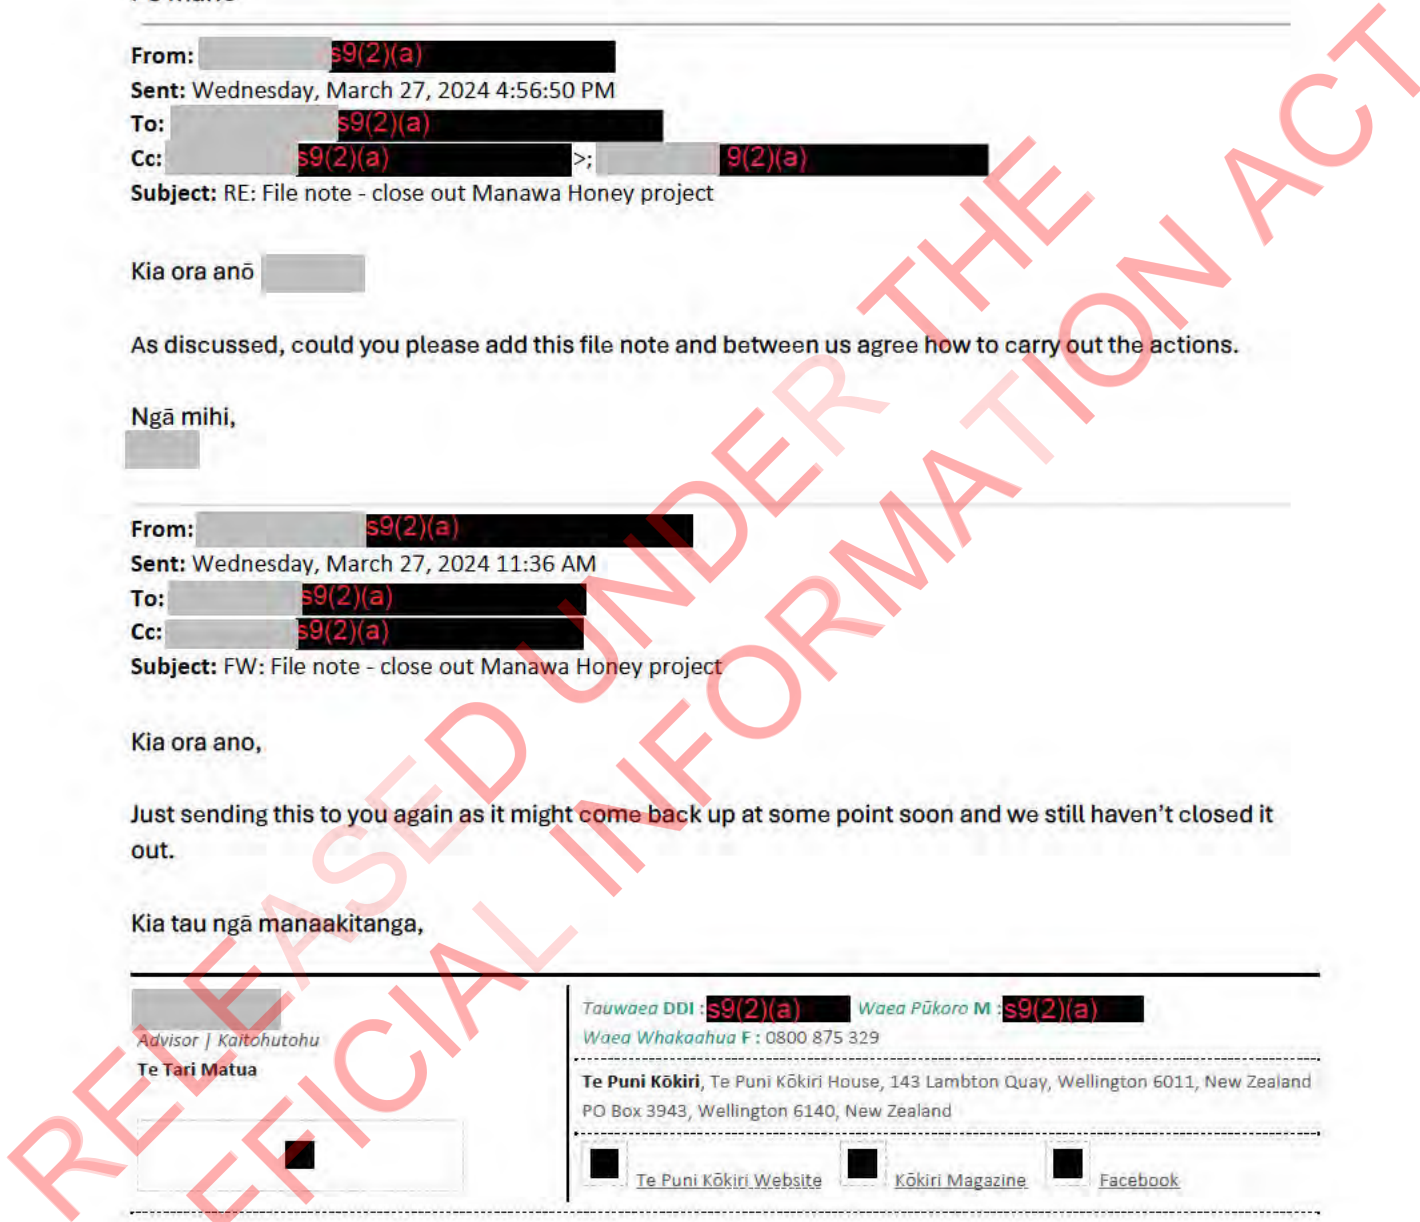 From: s9(2)(a)
Sent: Wednesday, March 27, 2024 4:56:50 PM
To: s9(2)(a)
Cc: s9(2)(a) >; 9(2)(a)
Subject: RE: File note - close out Manawa Honey project
Kia ora anō
As discussed, could you please add this file note and between us agree how to carry out the actions.
Ngā mihi,
From: s9(2)(a)
Sent: Wednesday, March 27, 2024 11:36 AM
To: s9(2)(a)
Cc: s9(2)(a)
Subject: FW: File note - close out Manawa Honey project
Kia ora ano,
Just sending this to you again as it might come back up at some point soon and we still haven't closed it
out.
Kia tau ngā manaakitanga,
Advisor | Kaitohutohu
Te Tari Matua
Tauwaea DDI : s9(2)(a) Waea Pūkoro M : s9(2)(a)
Waea Whakaahua F : 0800 875 329
Te Puni Kōkiri, Te Puni Kōkiri House, 143 Lambton Quay, Wellington 6011, New Zealand
PO Box 3943, Wellington 6140, New Zealand
Te Puni Kōkiri Website Kōkiri Magazine Facebook
RELEASED UNDER THE
OFFICIAL INFORMATION ACT